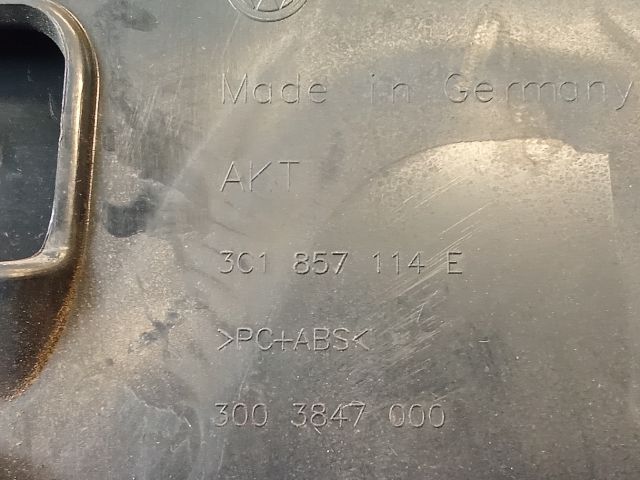 Made in Germany
AKT
3C1 857 114 E
>PC+ABS<
300 3847 000